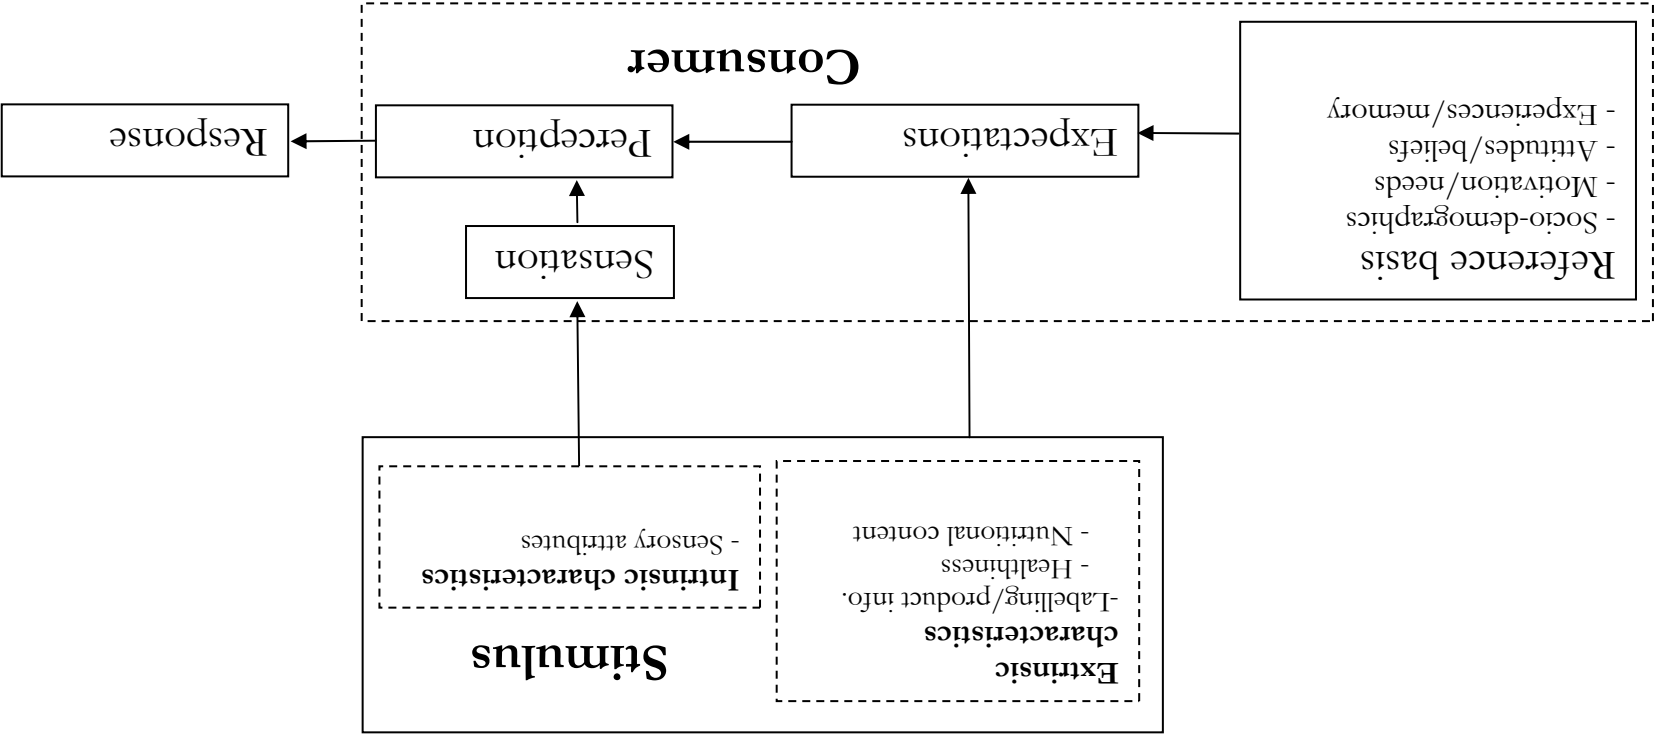 Stimulus
Extrinsic
characteristics
-Labelling/product info.
- Healthiness
- Nutritional content
Intrinsic characteristics
- Sensory attributes
Reference basis
- Socio-demographics
- Motivation/needs
- Attitudes/beliefs
- Experiences/memory
Sensation
Expectations
Perception
Response
Consumer